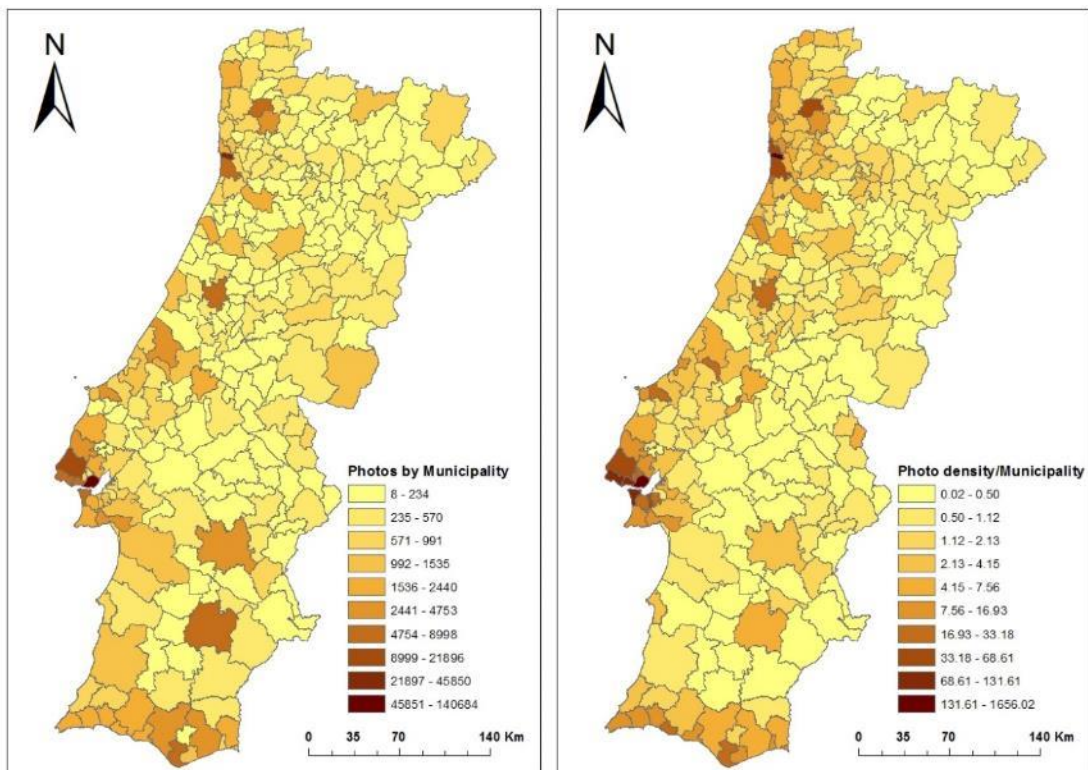 N
Photos by Municipality
8 - 234
235 - 570
571 - 991
992 - 1535
1536 - 2440
2441 - 4753
4754 - 8998
8999 - 21896
21897 - 45850
45851 - 140684
0 35 70 140 Km
N
Photo density/Municipality
0.02 - 0.50
0.50 - 1.12
1.12 - 2.13
2.13 - 4.15
4.15 - 7.56
7.56 - 16.93
16.93 - 33.18
33.18 - 68.61
68.61 - 131.61
131.61 - 1656.02
0 35 70 140 Km